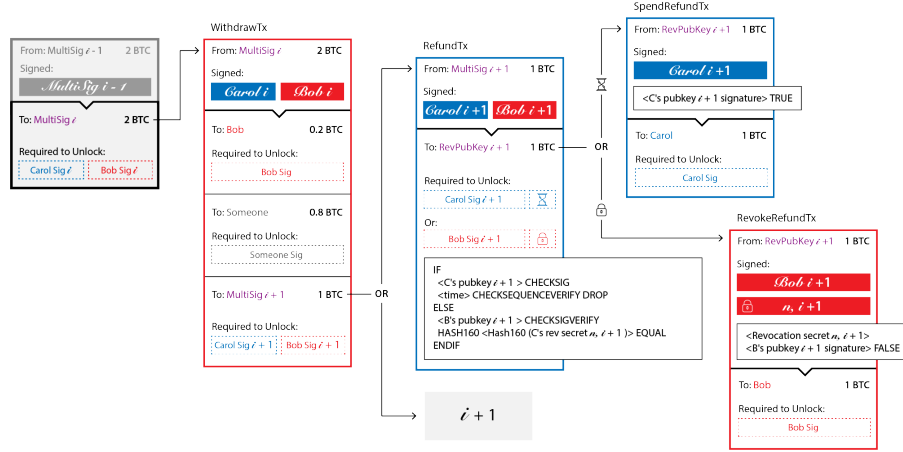 WithdrawTx
SpendRefundTx
RefundTx
From: MultiSig i - 1 2 BTC
Signed:
MultiSig i - 1
To: MultiSig i 2 BTC
Required to Unlock:
Carol Sig i Bob Sig i
From: MultiSig i 2 BTC
Signed:
Carol i Bob i
To: Bob 0.2 BTC
Required to Unlock:
Bob Sig
To: Someone 0.8 BTC
Required to Unlock:
Someone Sig
To: MultiSig i + 1 1 BTC
Required to Unlock:
Carol Sig i + 1 Bob Sig i + 1
OR
From: MultiSig i + 1 1 BTC
Signed:
Carol i +1 Bob i +1
To: RevPubKey i +1 1 BTC
Required to Unlock:
Carol Sig i + 1
Or:
Bob Sig i + 1
IF
<C's pubkey i + 1 > CHECKSIG
<time> CHECKSEQUENCEVERIFY DROP
ELSE
<B's pubkey i + 1 > CHECKSIGVERIFY
HASH160 <Hash160 (C's rev secret n, i + 1 )> EQUAL
ENDIF
i + 1
OR
From: RevPubKey i +1 1 BTC
Signed:
Carol i +1
<C's pubkey i + 1 signature> TRUE
To: Carol 1 BTC
Required to Unlock:
Carol Sig
RevokeRefundTx
From: RevPubKey i +1 1 BTC
Signed:
Bob i +1
n, i +1
<Revocation secret n, i + 1>
<B's pubkey i + 1 signature> FALSE
To: Bob 1 BTC
Required to Unlock:
Bob Sig